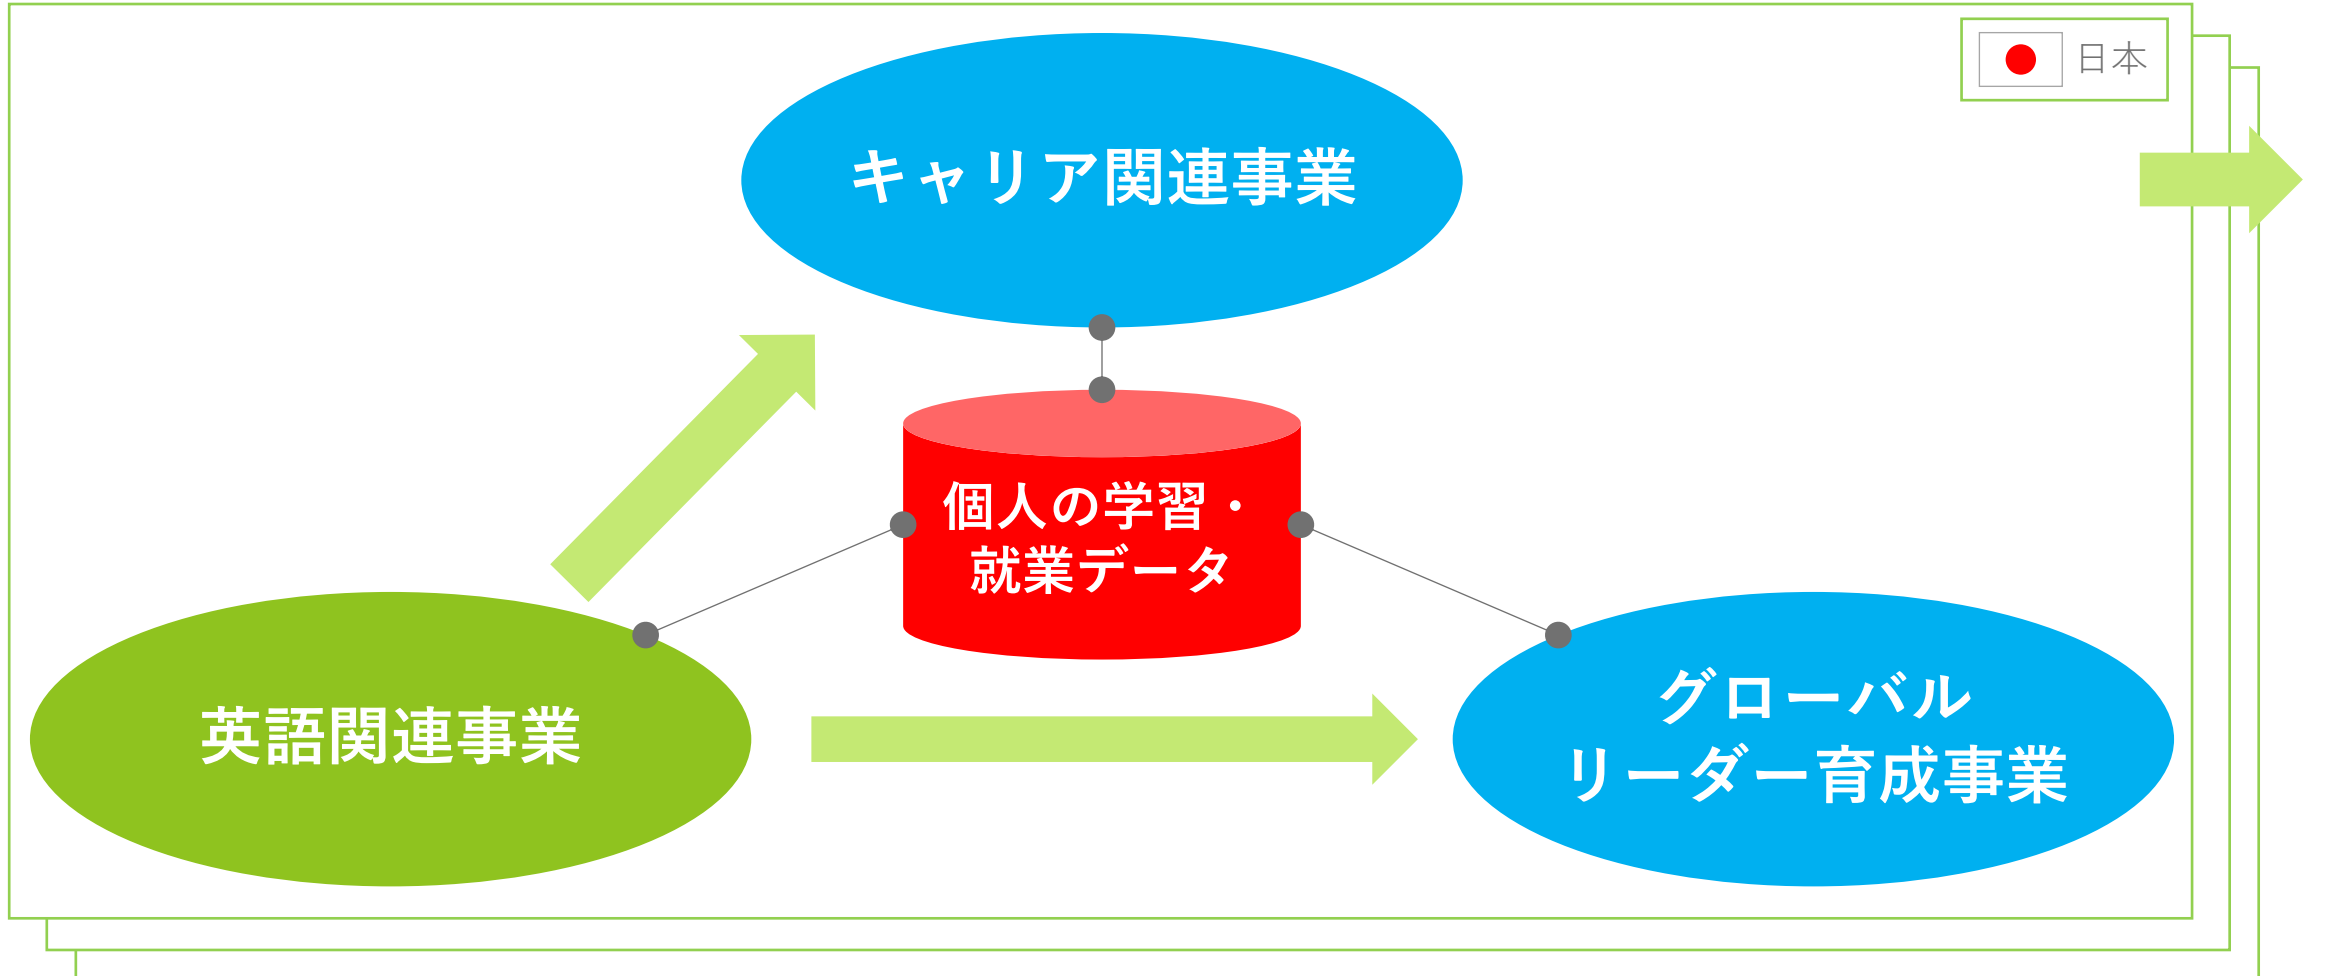 日本
キャリア関連事業
個人の学習・
就業データ
英語関連事業
グローバル
リーダー育成事業